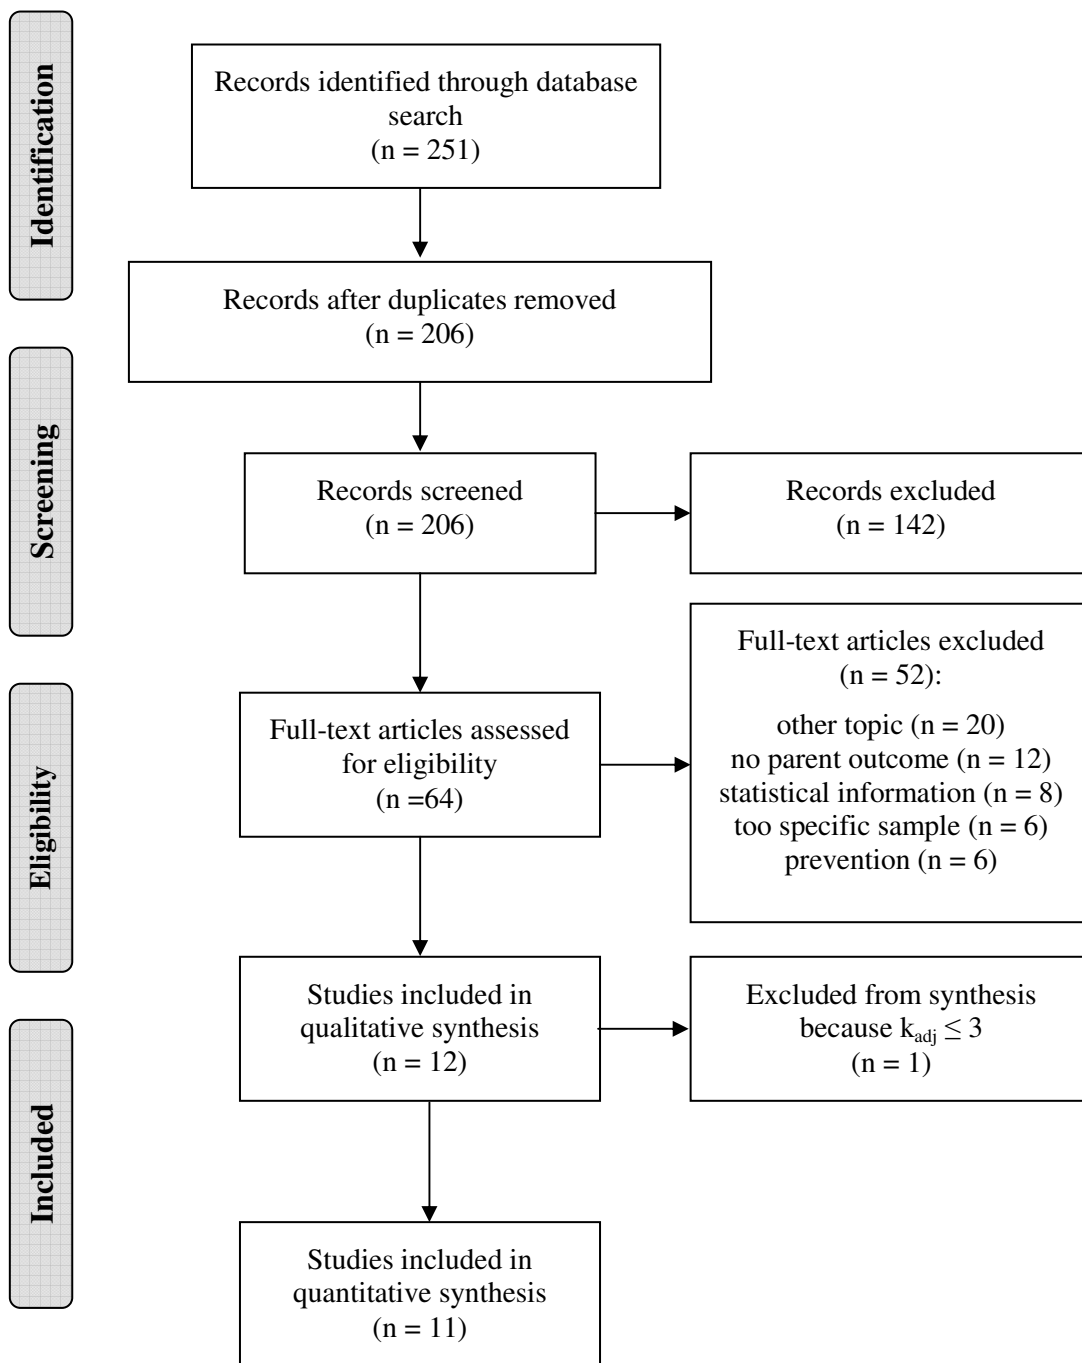 Identification
Records identified through database
search
(n = 251)
Records after duplicates removed
(n = 206)
Screening
Records screened
(n = 206)
Records excluded
(n = 142)
Eligibility
Full-text articles assessed
for eligibility
(n =64)
Full-text articles excluded
(n = 52):
other topic (n = 20)
no parent outcome (n = 12)
statistical information (n = 8)
too specific sample (n = 6)
prevention (n = 6)
Included
Studies included in
qualitative synthesis
(n = 12)
Excluded from synthesis
because kadj ≤ 3
(n = 1)
Studies included in
quantitative synthesis
(n = 11)